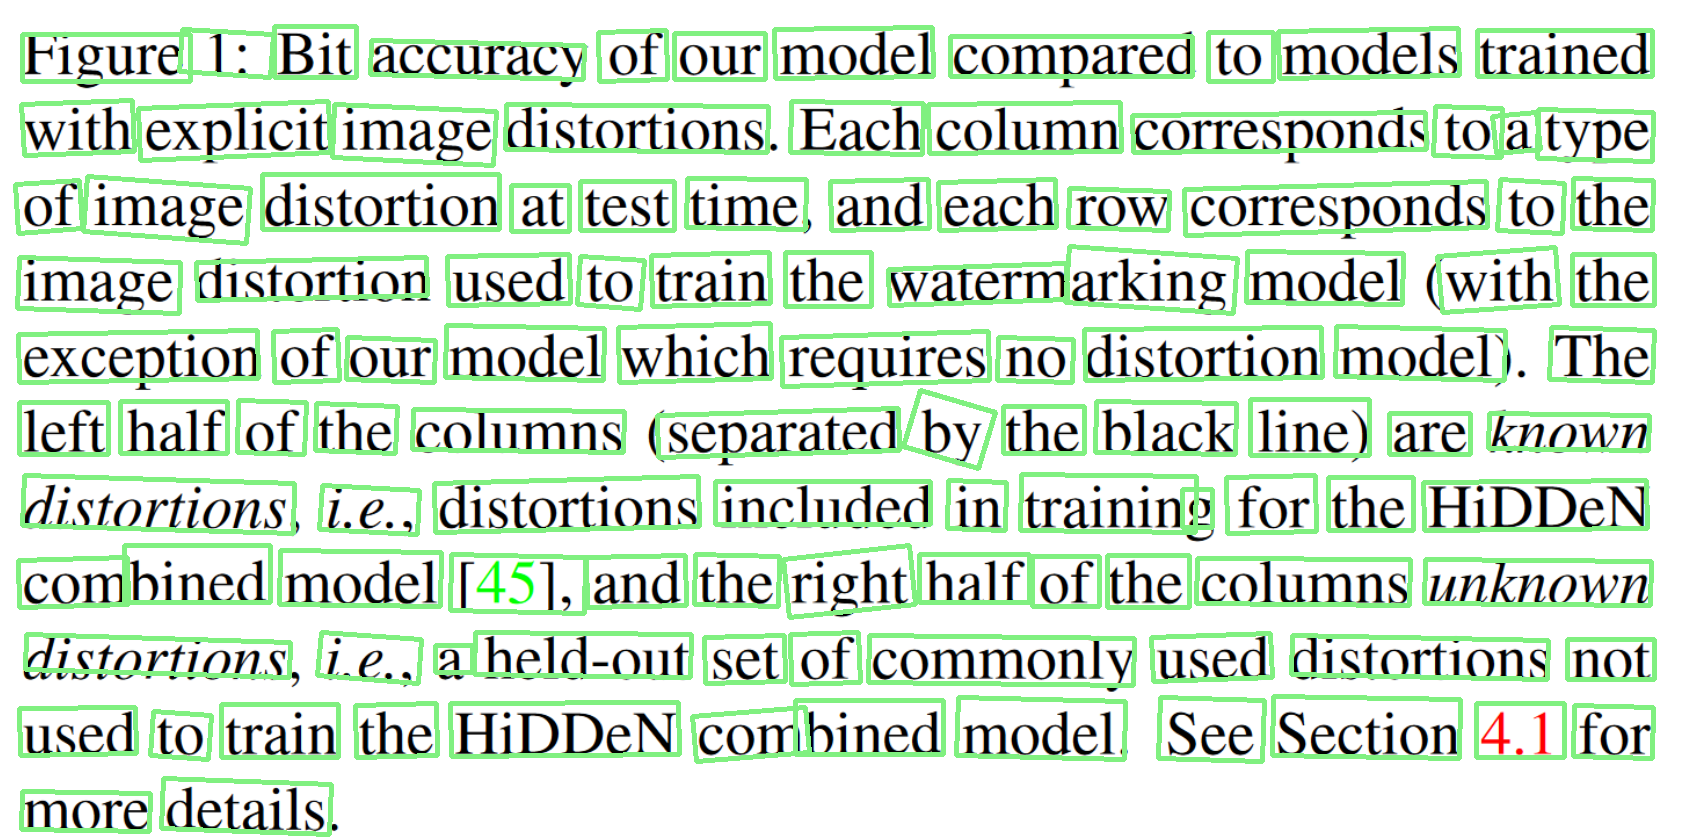 Figure 1: Bit accuracy of our model compared to models trained
with explicit image distortions. Each column corresponds to a type
of image distortion at test time, and each row corresponds to the
image distortion used to train the watermarking model (with the
exception of our model which requires no distortion model). The
left half of the columns (separated by the black line) are known
distortions, i.e., distortions included in training for the HiDDeN
combined model [45], and the right half of the columns unknown
distortions, i.e., a held-out set of commonly used distortions not
used to train the HiDDeN combined model. See Section 4.1 for
more details.